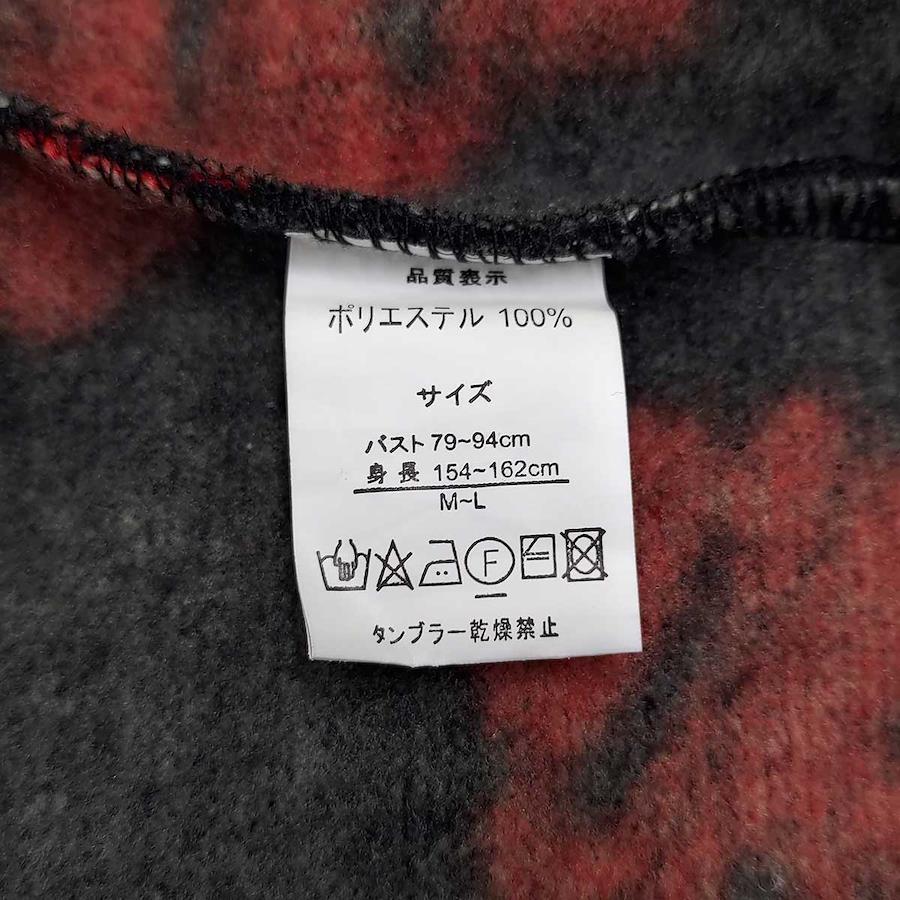 品質表示
ポリエステル 100%
サイズ
バスト 79~94cm
身長 154~162cm
M~L
F
タンブラー乾燥禁止